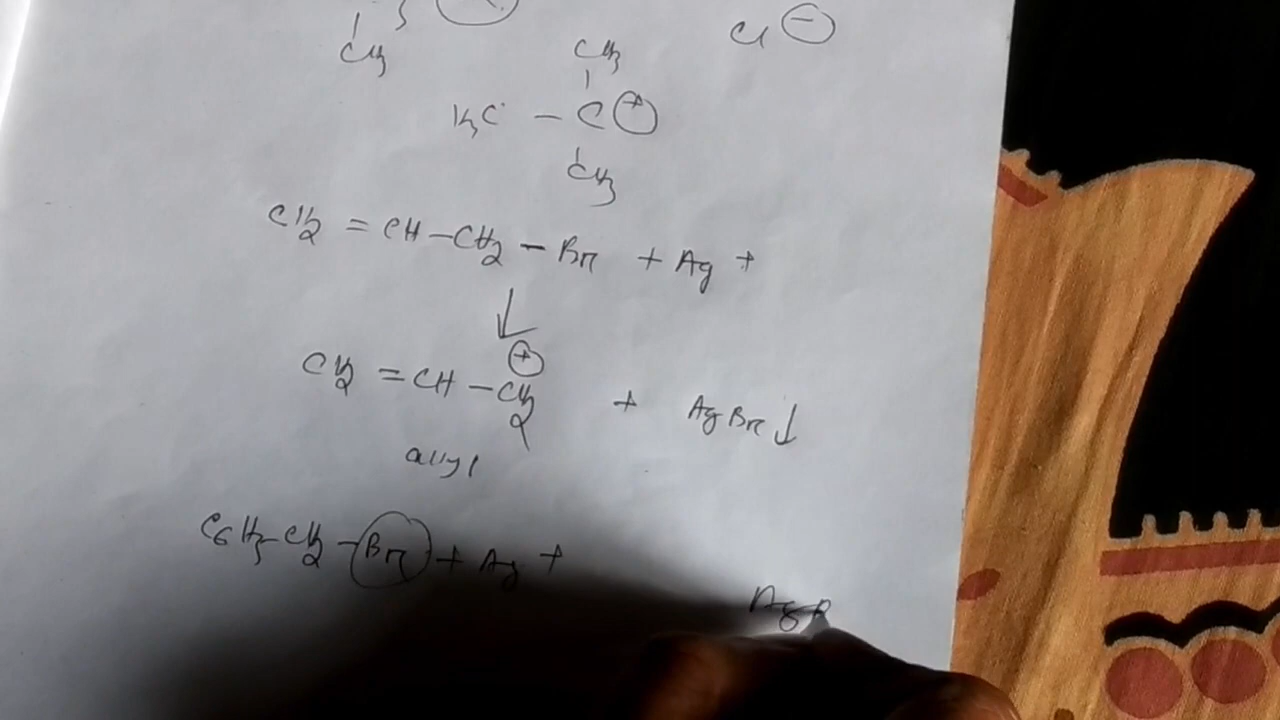 CH3 Cl⊖
CH3
|
H3C — C⊕
|
CH3
CH2 = CH — CH2 — Br + Ag+
↓
CH2 = CH — CH2⊕ + AgBr↓
allyl
C6H5-CH2 — Br + Ag+
AgB